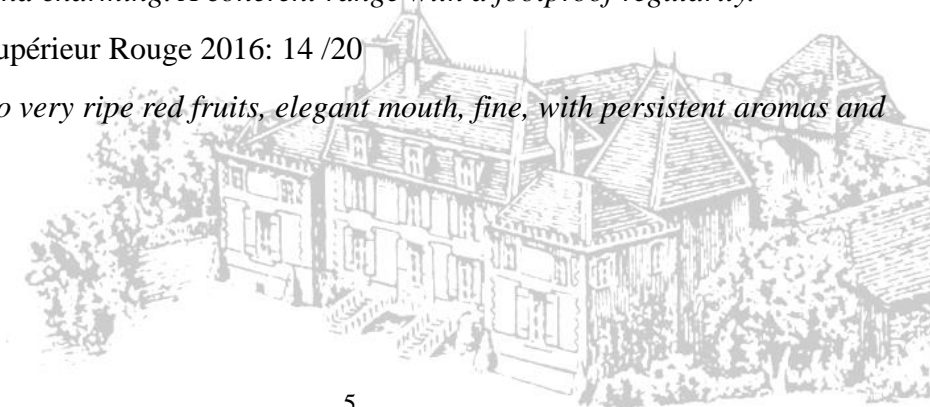 and charming. A coherent range with a footproof regularity.
upérieur Rouge 2016: 14 /20
o very ripe red fruits, elegant mouth, fine, with persistent aromas and
5